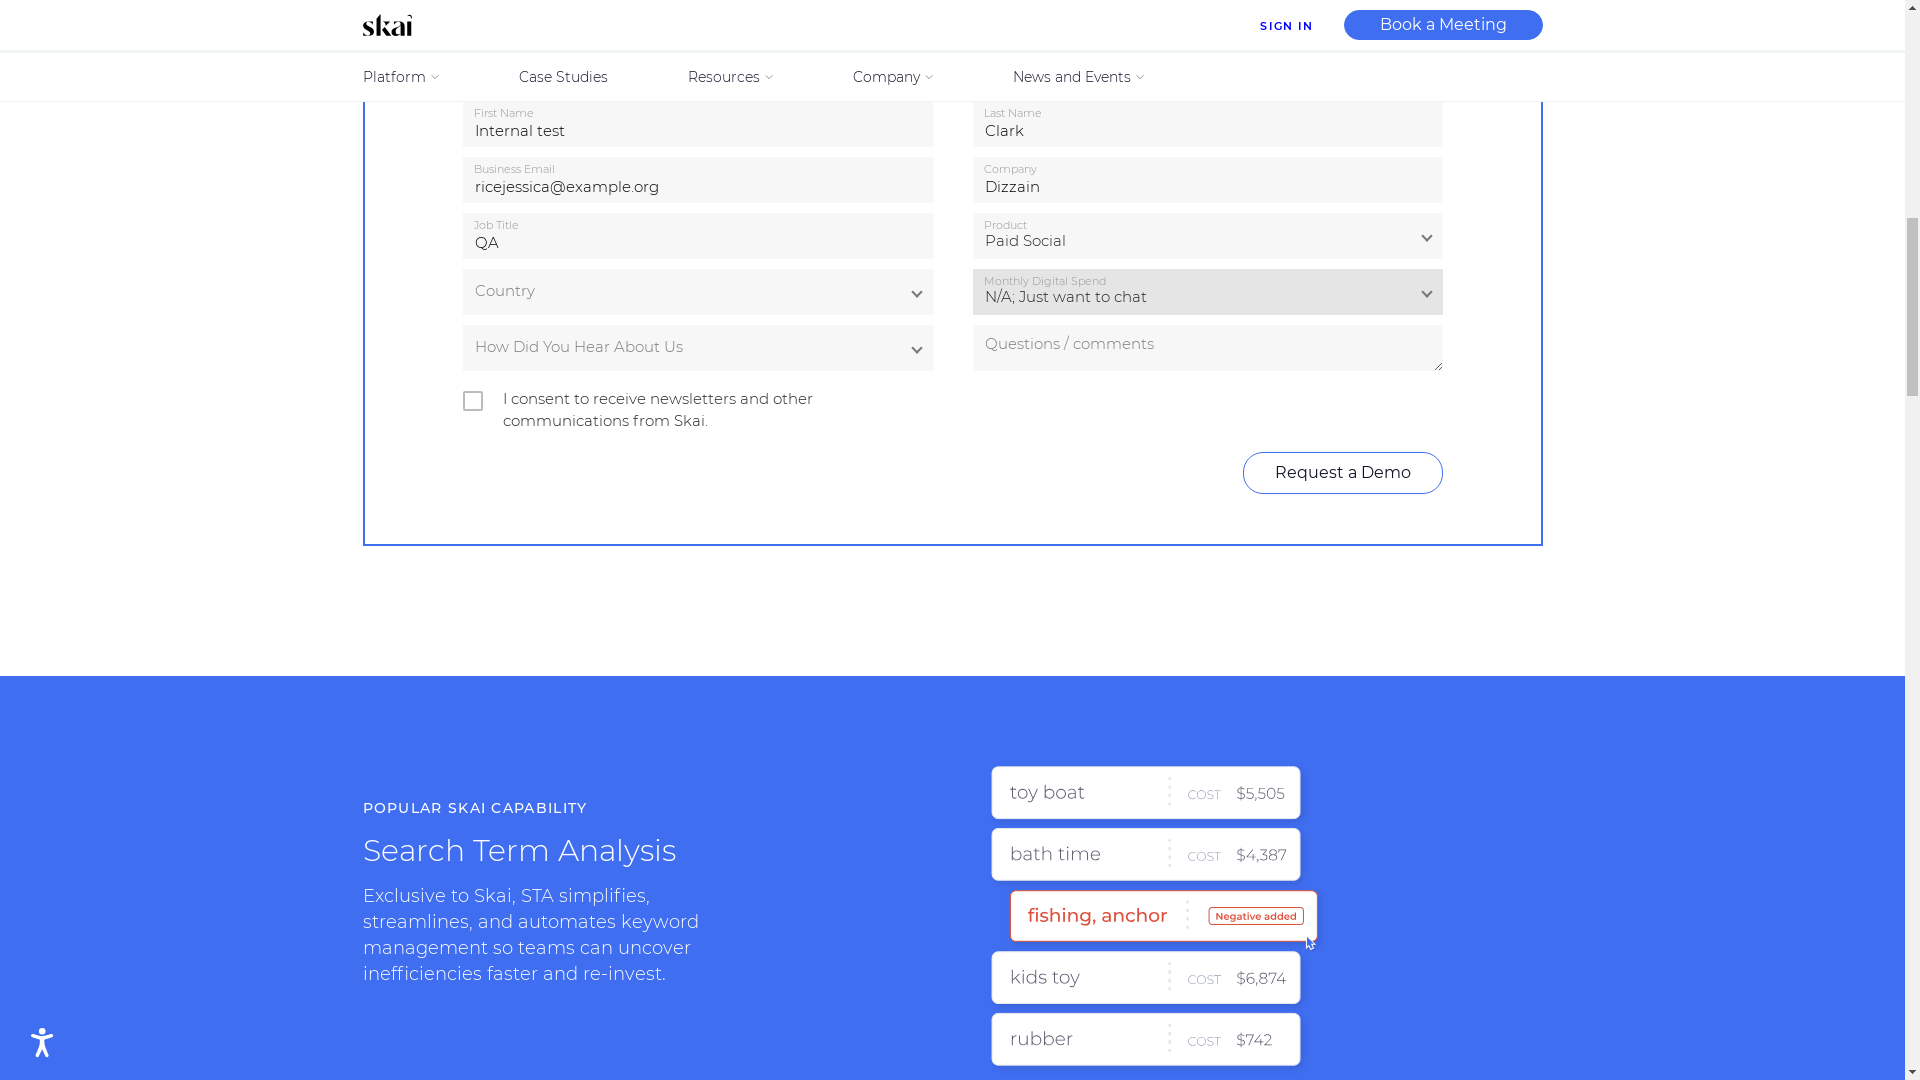 skai
SIGN IN
Book a Meeting
Platform
Case Studies
Resources
Company
News and Events
First Name
Internal test
Last Name
Clark
Business Email
ricejessica@example.org
Company
Dizzain
Job Title
QA
Product
Paid Social
Country
Monthly Digital Spend
N/A; Just want to chat
How Did You Hear About Us
Questions / comments
I consent to receive newsletters and other
communications from Skai.
Request a Demo
POPULAR SKAI CAPABILITY
Search Term Analysis
Exclusive to Skai, STA simplifies,
streamlines, and automates keyword
management so teams can uncover
inefficiencies faster and re-invest.
toy boat COST $5,505
bath time COST $4,387
fishing, anchor Negative added
kids toy COST $6,874
rubber COST $742